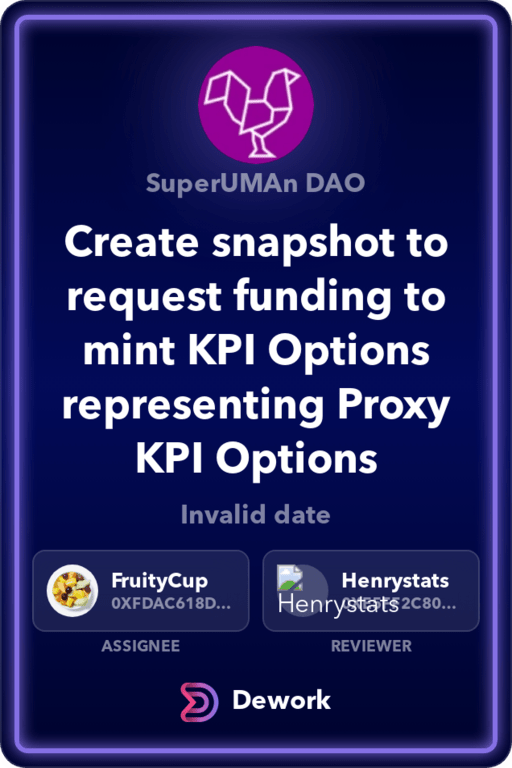 SuperUMAn DAO
Create snapshot to
request funding to
mint KPI Options
representing Proxy
KPI Options
Invalid date
FruityCup
0XFDAC618D...
Henrystats
Henrystats
ASSIGNEE
REVIEWER
Dework